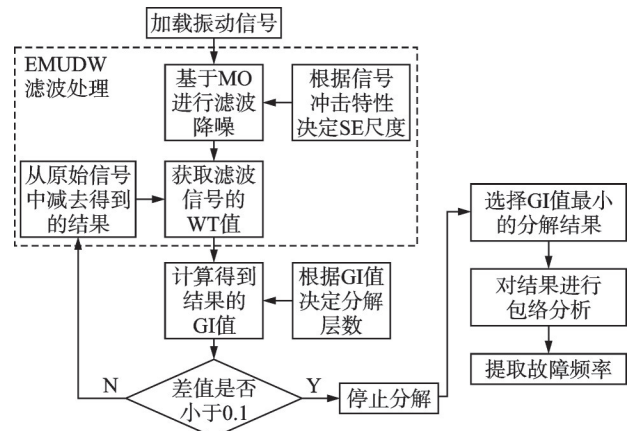 加载振动信号
EMUDW
滤波处理
基于MO
进行滤波
降噪
根据信号
冲击特性
决定SE尺度
从原始信号
中减去得到
的结果
获取滤波
信号的
WT值
计算得到
结果的
GI值
根据GI值
决定分解
层数
N
差值是否
小于0.1
Y
停止分解
选择GI值最小
的分解结果
对结果进行
包络分析
提取故障频率